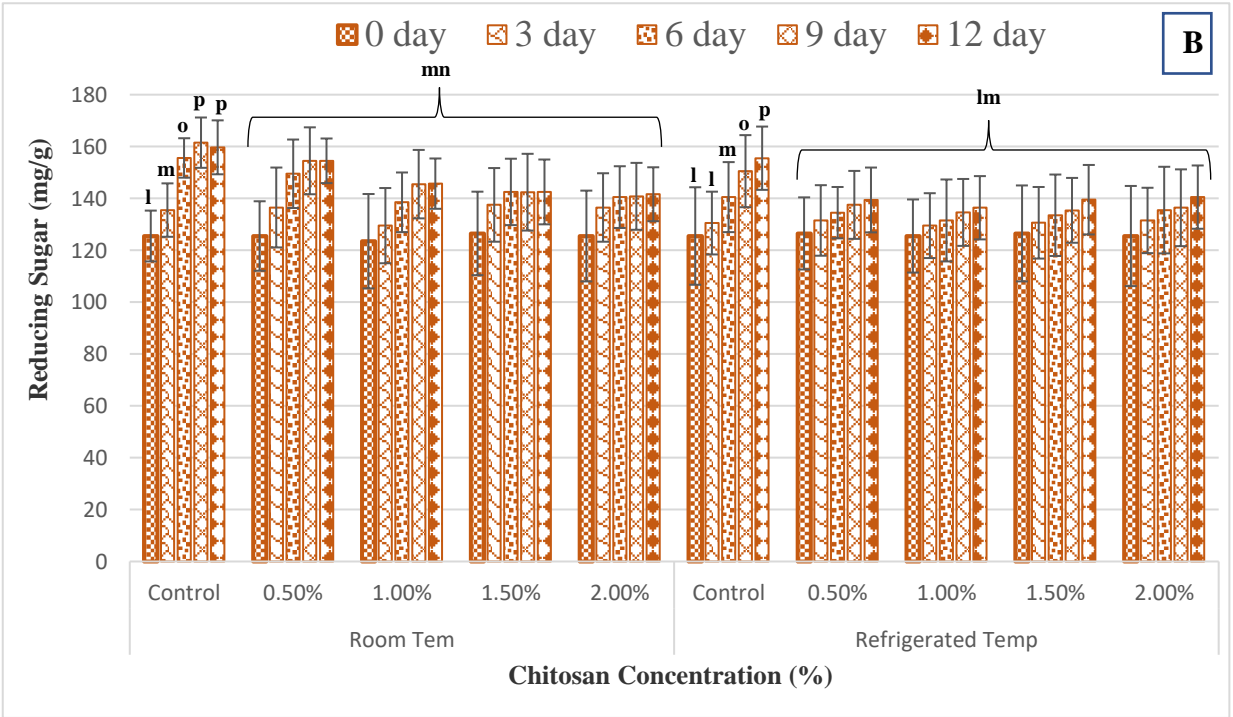 0 day 3 day 6 day 9 day 12 day
B
mn
lm
180
160
140
120
100
80
60
40
20
0
Reducing Sugar (mg/g)
l m o p p
l l m o p
Control 0.50% 1.00% 1.50% 2.00% Control 0.50% 1.00% 1.50% 2.00%
Room Tem Refrigerated Temp
Chitosan Concentration (%)